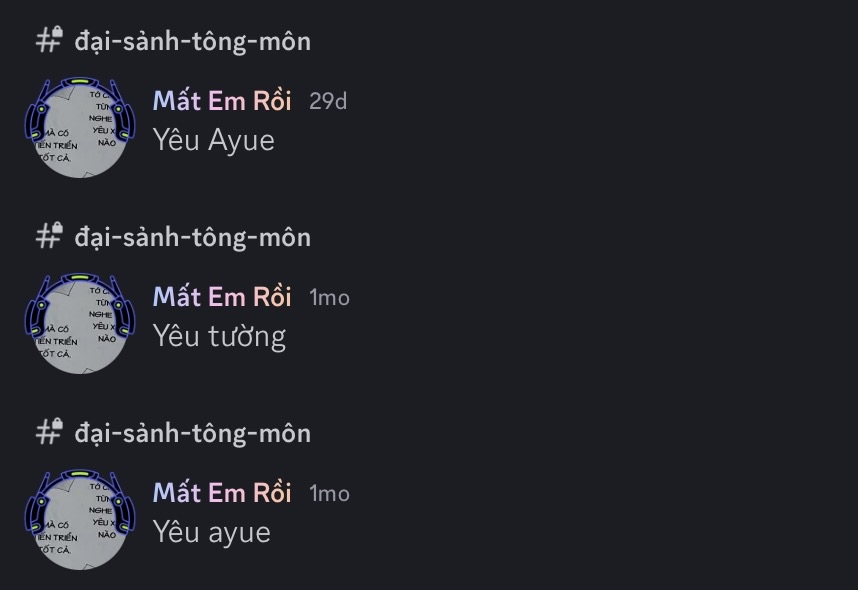 đại-sảnh-tông-môn
Mất Em Rồi 29d
Yêu Ayue
đại-sảnh-tông-môn
Mất Em Rồi 1mo
Yêu tường
đại-sảnh-tông-môn
Mất Em Rồi 1mo
Yêu ayue